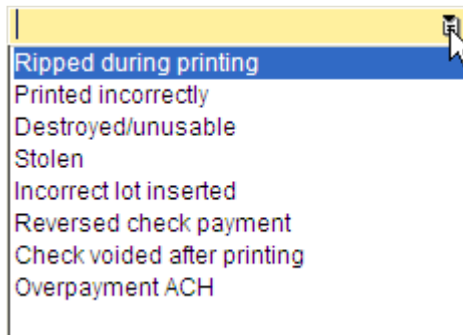 Ripped during printing
Printed incorrectly
Destroyed/unusable
Stolen
Incorrect lot inserted
Reversed check payment
Check voided after printing
Overpayment ACH